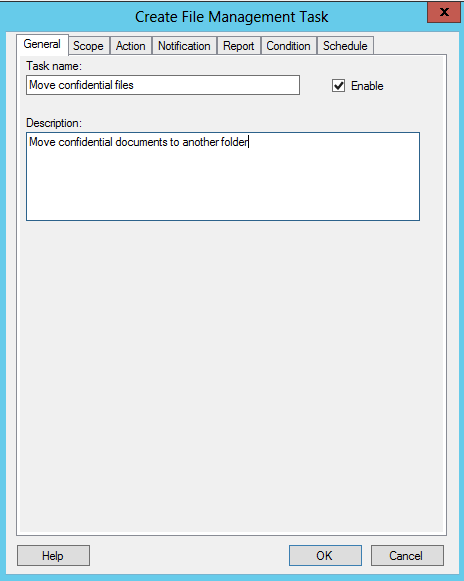 Create File Management Task
x
General Scope Action Notification Report Condition Schedule
Task name:
Move confidential files
Enable
Description:
Move confidential documents to another folder
Help OK Cancel